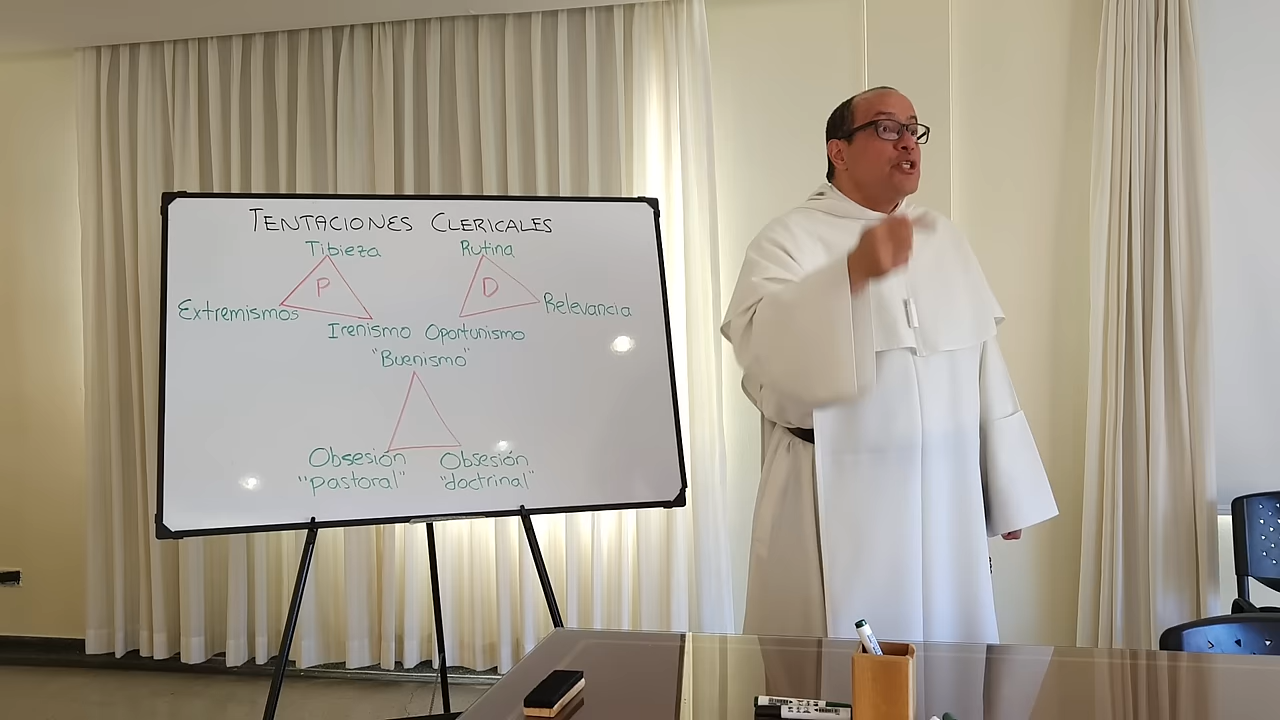 TENTACIONES CLERICALES
Tibieza
Rutina
P
D
Extremismos
Relevancia
Irenismo
Oportunismo
"Buenismo"
Obsesión
"pastoral"
Obsesión
"doctrinal"